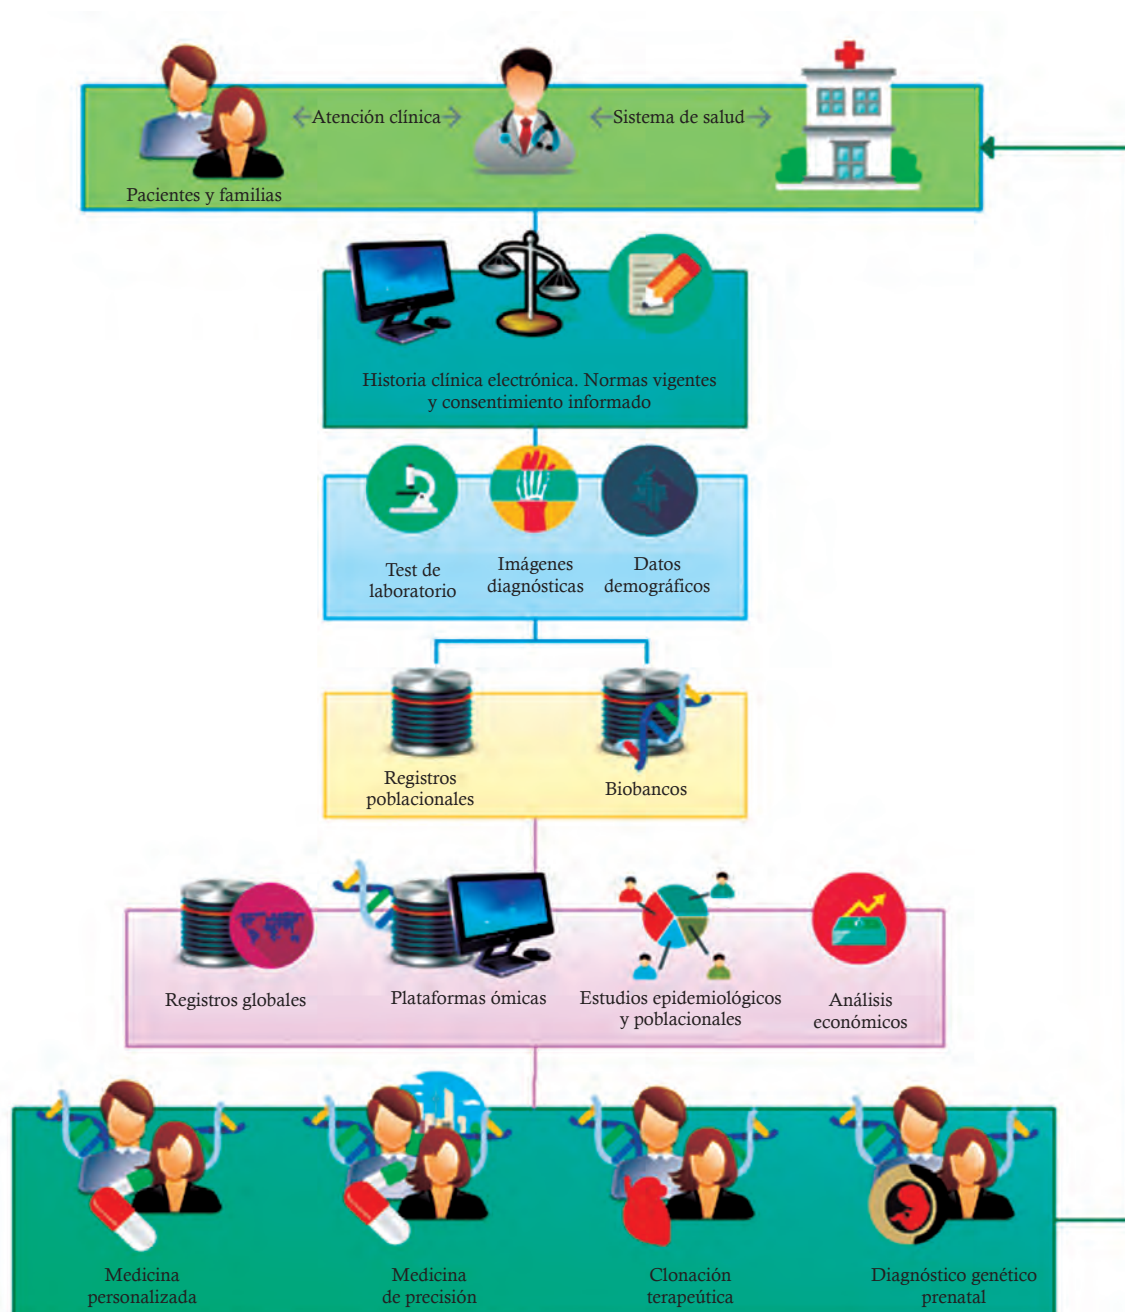 Atención clínica
Sistema de salud
Pacientes y familias
Historia clínica electrónica. Normas vigentes
y consentimiento informado
Test de
laboratorio
Imágenes
diagnósticas
Datos
demográficos
Registros
poblacionales
Biobancos
Registros globales
Plataformas ómicas
Estudios epidemiológicos
y poblacionales
Análisis
económicos
Medicina
personalizada
Medicina
de precisión
Clonación
terapeútica
Diagnóstico genético
prenatal